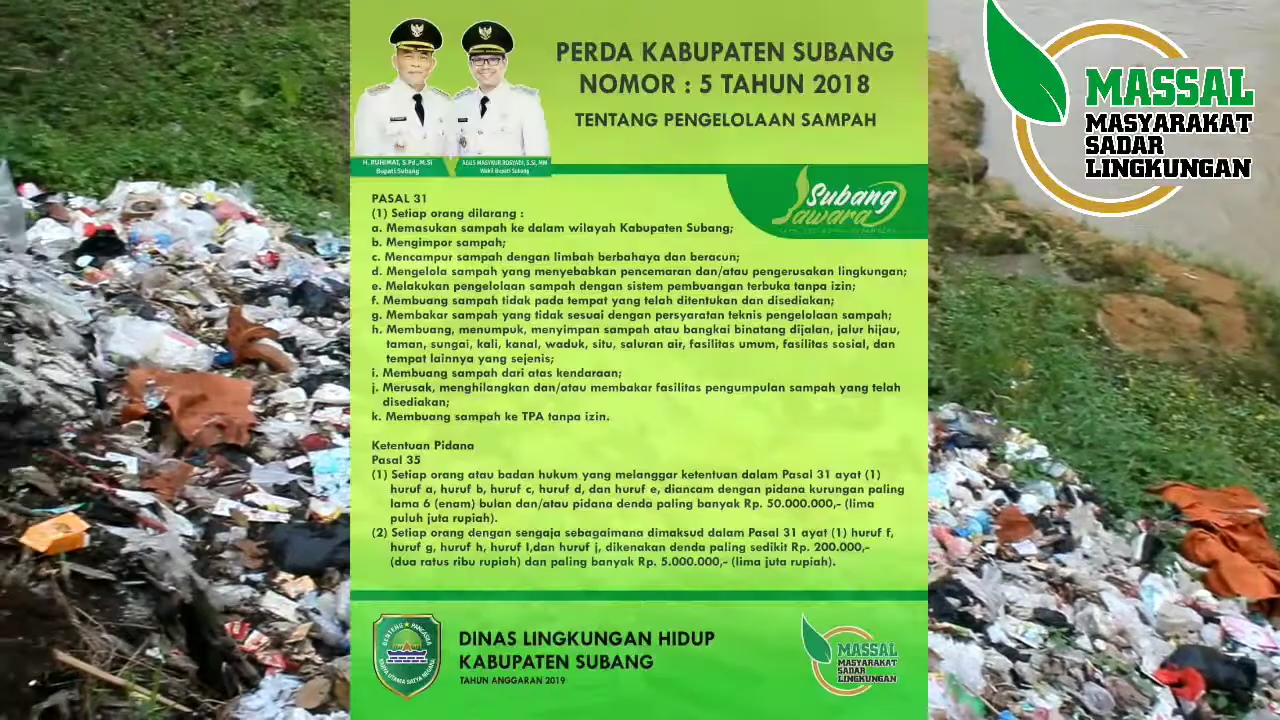 PERDA KABUPATEN SUBANG
NOMOR : 5 TAHUN 2018
TENTANG PENGELOLAAN SAMPAH
MASSAL
MASYARAKAT
SADAR
LINGKUNGAN
H. RUHIMAT, S.Pd.,M.Si
Bupati Subang
AGUS MASYKUR ROSYADI, S.SI, MM
Wakil Bupati Subang
Subang
Jawara
PASAL 31
(1) Setiap orang dilarang :
a. Memasukan sampah ke dalam wilayah Kabupaten Subang;
b. Mengimpor sampah;
c. Mencampur sampah dengan limbah berbahaya dan beracun;
d. Mengelola sampah yang menyebabkan pencemaran dan/atau pengerusakan lingkungan;
e. Melakukan pengelolaan sampah dengan sistem pembuangan terbuka tanpa izin;
f. Membuang sampah tidak pada tempat yang telah ditentukan dan disediakan;
g. Membakar sampah yang tidak sesuai dengan persyaratan teknis pengelolaan sampah;
h. Membuang, menumpuk, menyimpan sampah atau bangkai binatang dijalan, jalur hijau,
taman, sungai, kali, kanal, waduk, situ, saluran air, fasilitas umum, fasilitas sosial, dan
tempat lainnya yang sejenis;
i. Membuang sampah dari atas kendaraan;
j. Merusak, menghilangkan dan/atau membakar fasilitas pengumpulan sampah yang telah
disediakan;
k. Membuang sampah ke TPA tanpa izin.
Ketentuan Pidana
Pasal 35
(1) Setiap orang atau badan hukum yang melanggar ketentuan dalam Pasal 31 ayat (1)
huruf a, huruf b, huruf c, huruf d, dan huruf e, diancam dengan pidana kurungan paling
lama 6 (enam) bulan dan/atau pidana denda paling banyak Rp. 50.000.000,- (lima
puluh juta rupiah).
(2) Setiap orang dengan sengaja sebagaimana dimaksud dalam Pasal 31 ayat (1) huruf f,
huruf g, huruf h, huruf I,dan huruf j, dikenakan denda paling sedikit Rp. 200.000,-
(dua ratus ribu rupiah) dan paling banyak Rp. 5.000.000,- (lima juta rupiah).
BENTENG PANCASILA
KARYA UTAMA SATYA NEGARA
DINAS LINGKUNGAN HIDUP
KABUPATEN SUBANG
TAHUN ANGGARAN 2019
MASSAL
MASYARAKAT
SADAR
LINGKUNGAN